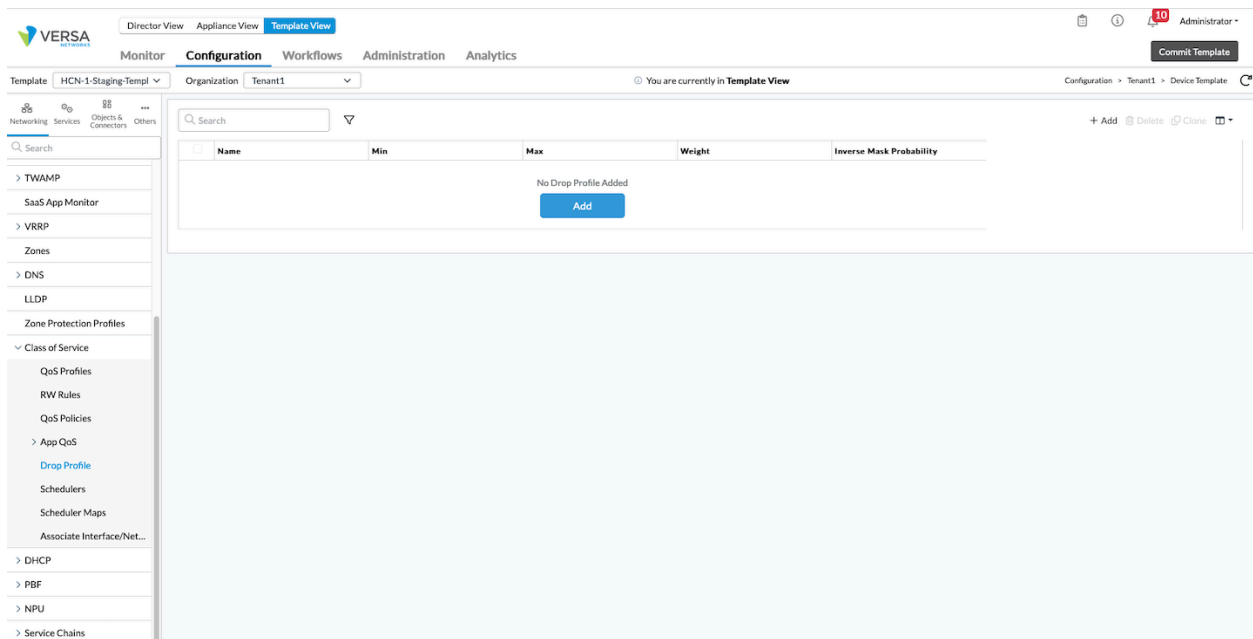 VERSA
NETWORKS
Director View Appliance View Template View
10
Administrator
Monitor Configuration Workflows Administration Analytics
Commit Template
Template HCN-1-Staging-Templ Organization Tenant1
You are currently in Template View
Configuration > Tenant1 > Device Template
Networking Services Objects & Connectors Others
Search
Search
+ Add Delete Clone
Name Min Max Weight Inverse Mask Probability
No Drop Profile Added
Add
> TWAMP
SaaS App Monitor
> VRRP
Zones
> DNS
LLDP
Zone Protection Profiles
Class of Service
QoS Profiles
RW Rules
QoS Policies
> App QoS
Drop Profile
Schedulers
Scheduler Maps
Associate Interface/Net...
> DHCP
> PBF
> NPU
> Service Chains